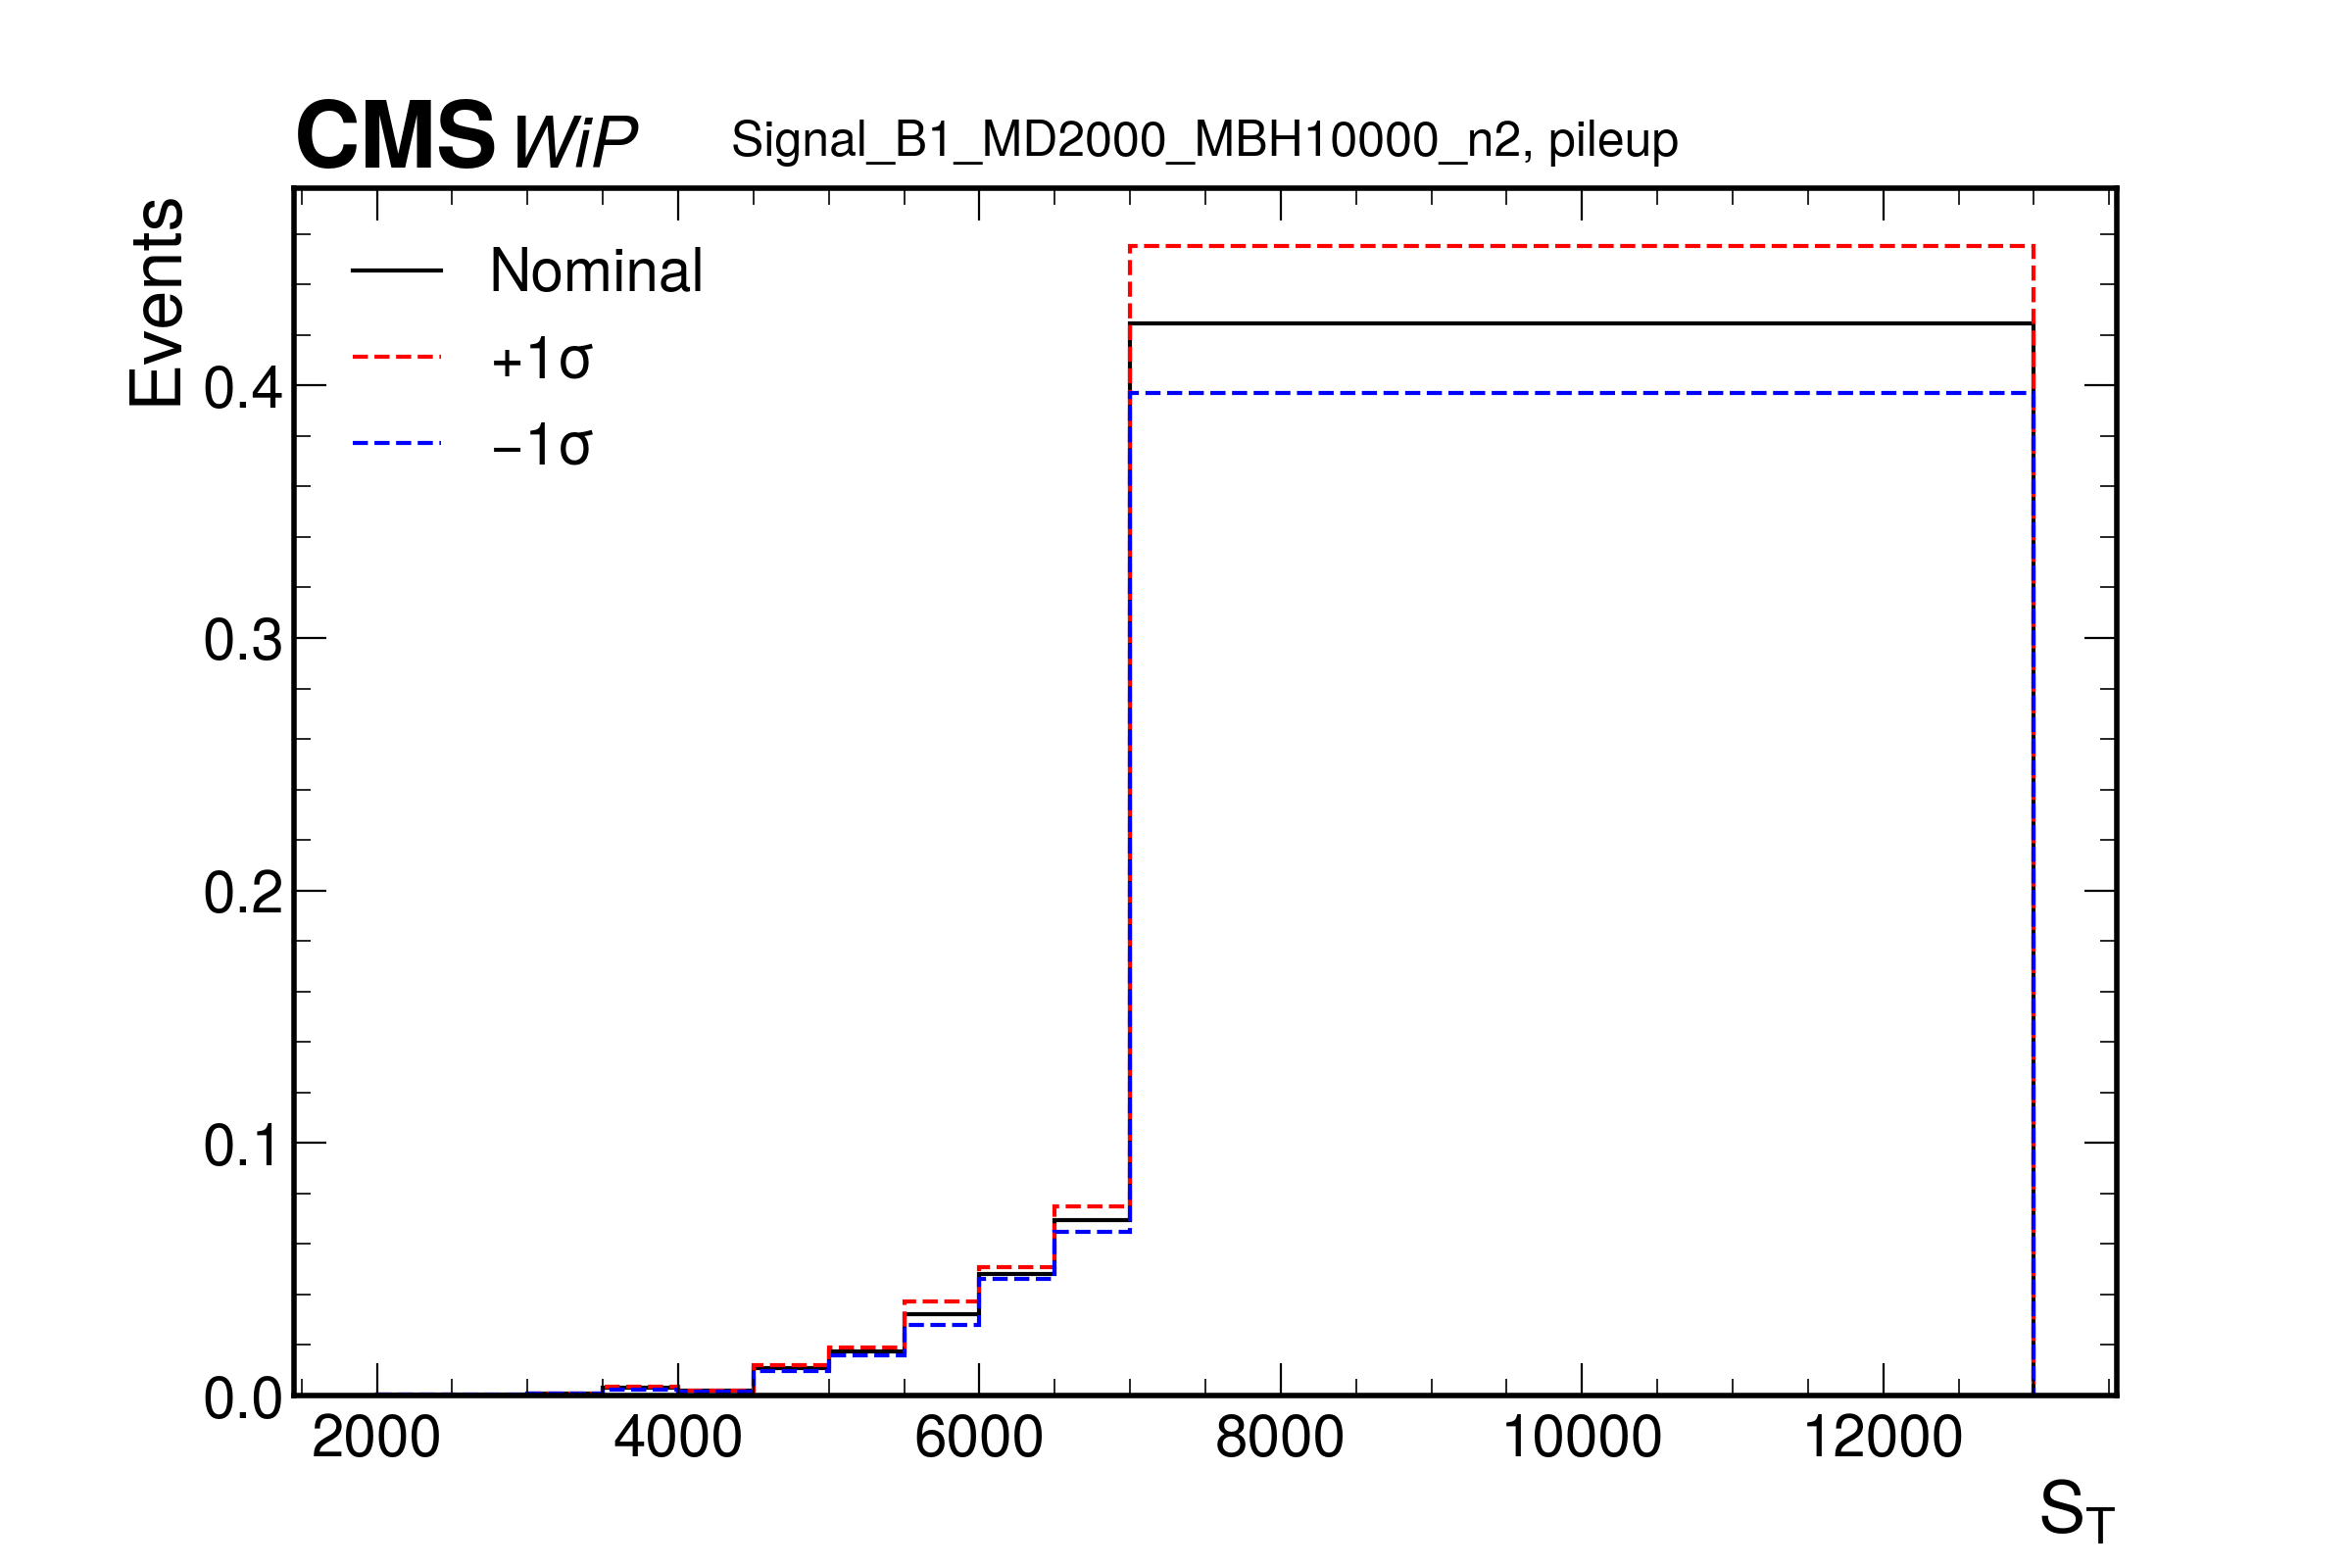 CMS WiP Signal_B1_MD2000_MBH10000_n2, pileup
Events
Nominal
+1σ
−1σ
0.4
0.3
0.2
0.1
0.0
2000 4000 6000 8000 10000 12000
S_T